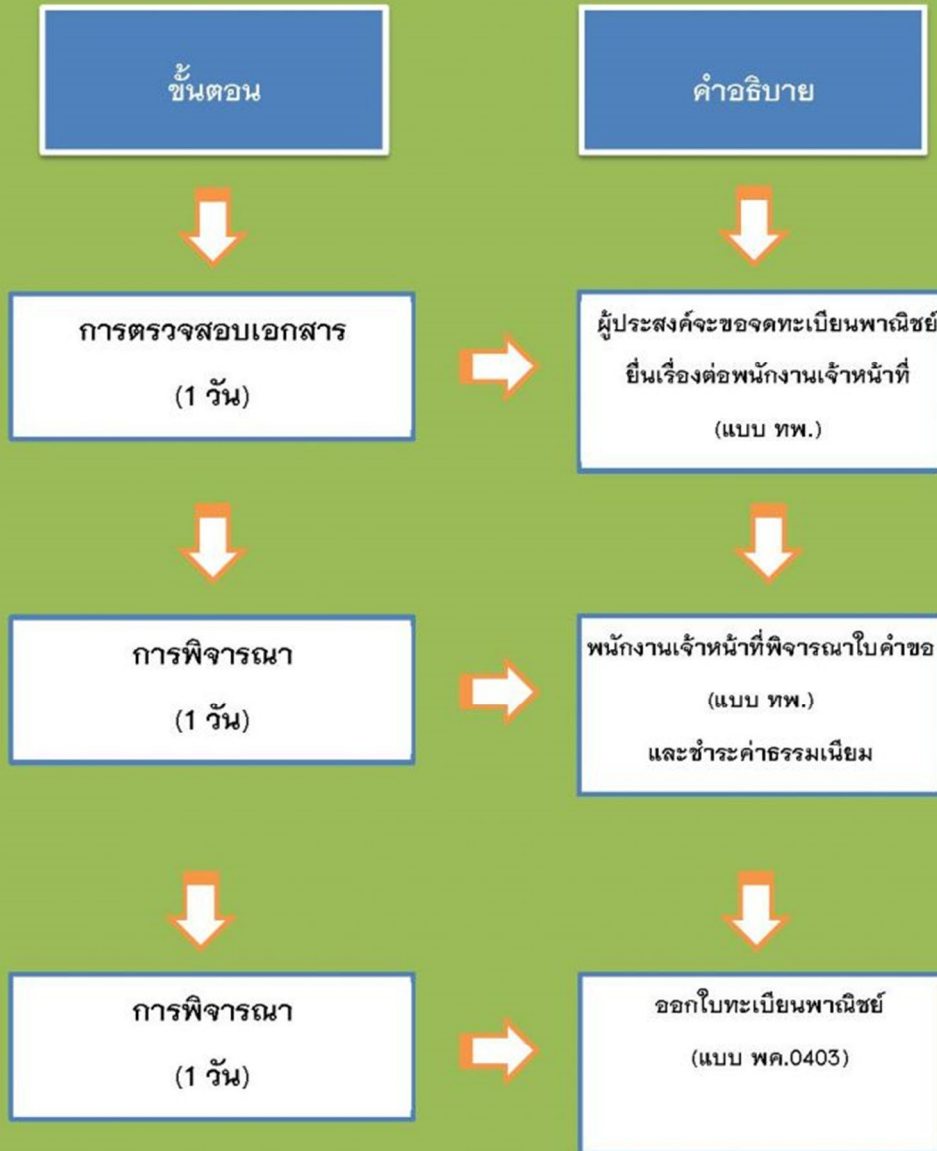 ขั้นตอน
คำอธิบาย
การตรวจสอบเอกสาร
(1 วัน)
ผู้ประสงค์จะขอจดทะเบียนพาณิชย์
ยื่นเรื่องต่อพนักงานเจ้าหน้าที่
(แบบ ทพ.)
การพิจารณา
(1 วัน)
พนักงานเจ้าหน้าที่พิจารณาใบคำขอ
(แบบ ทพ.)
และชำระค่าธรรมเนียม
การพิจารณา
(1 วัน)
ออกใบทะเบียนพาณิชย์
(แบบ พค.0403)